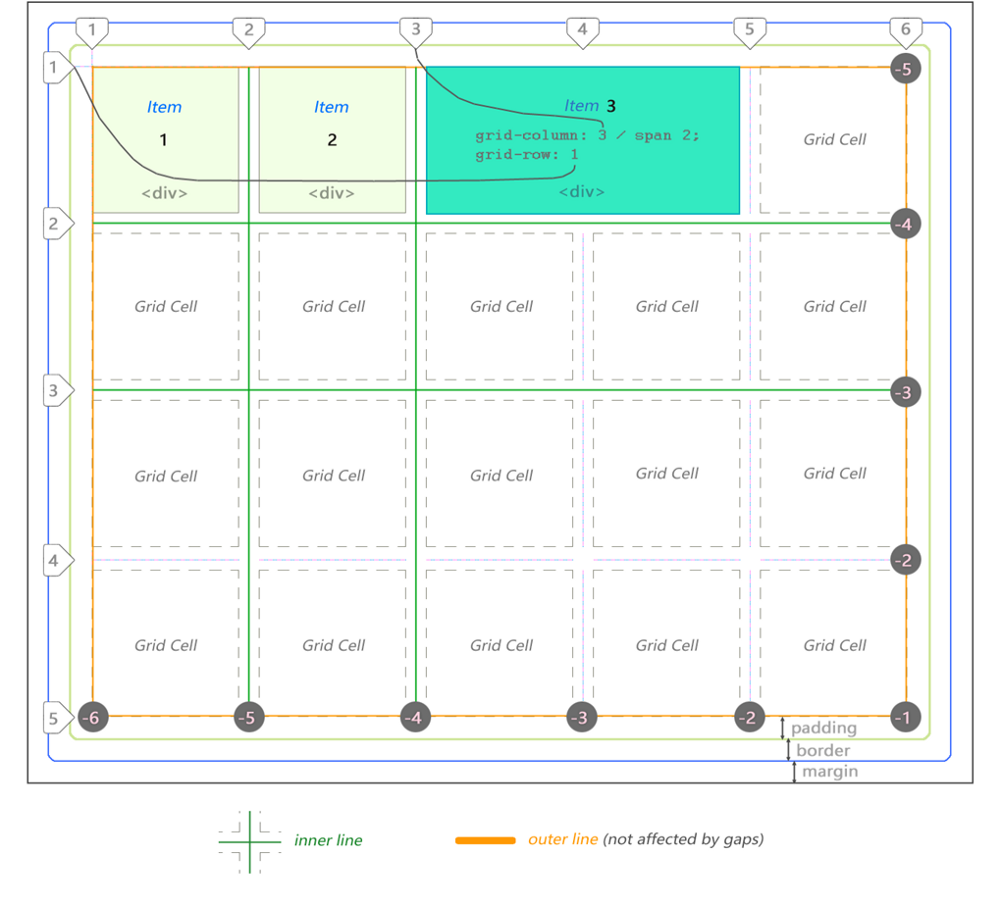 1 2 3 4 5 6
1 -5
Item Item Item 3
1 2 grid-column: 3 / span 2; Grid Cell
grid-row: 1
<div> <div> <div>
2 -4
Grid Cell Grid Cell Grid Cell Grid Cell Grid Cell
3 -3
Grid Cell Grid Cell Grid Cell Grid Cell Grid Cell
4 -2
Grid Cell Grid Cell Grid Cell Grid Cell Grid Cell
5 -6 -5 -4 -3 -2 -1
padding
border
margin
inner line outer line (not affected by gaps)